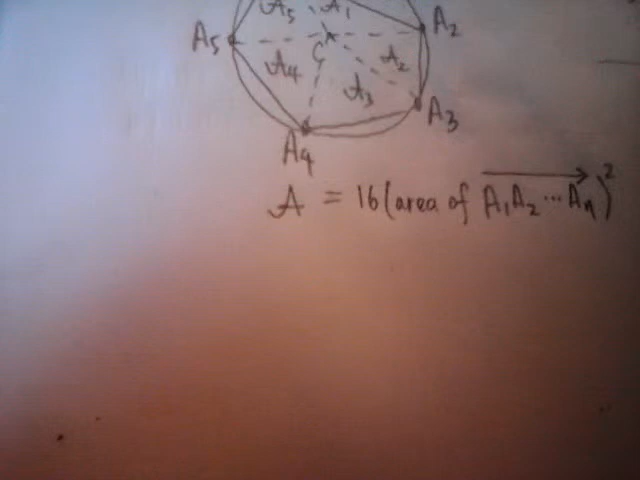 A5 A1
A5 A2
C
A4 A2
A3
A3
A4
A = 16(area of A1A2...An)²